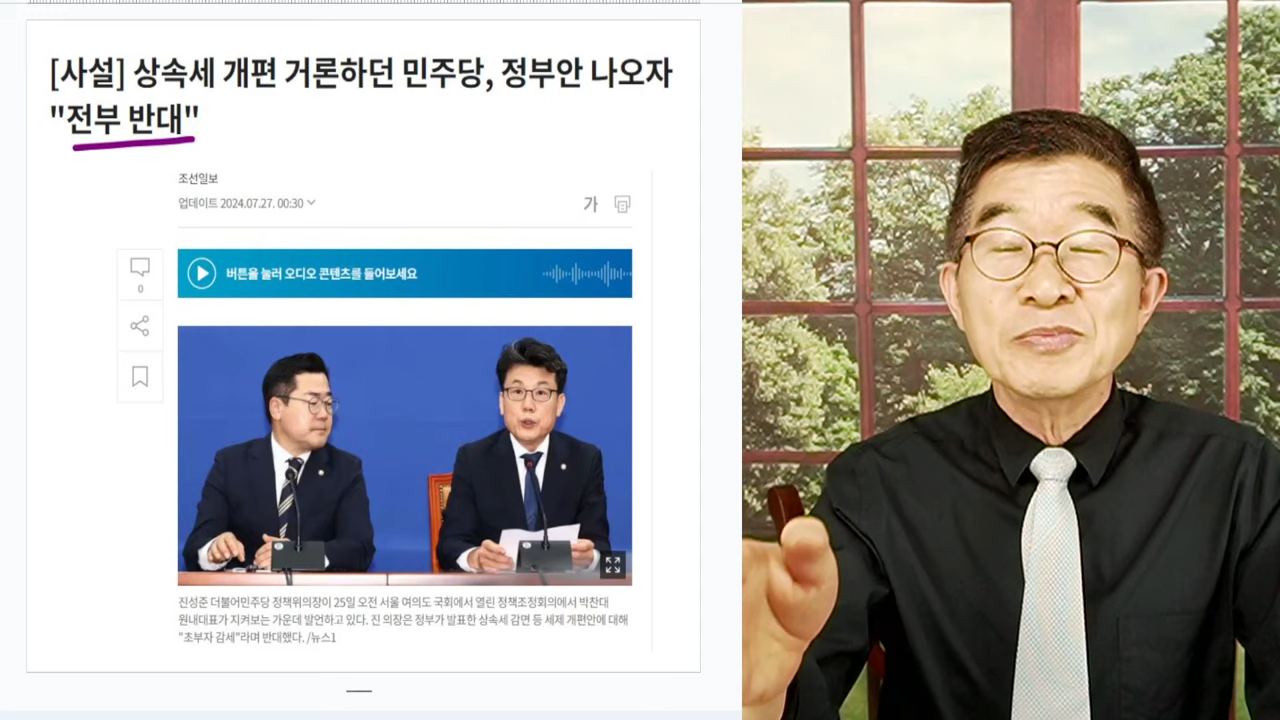 [사설] 상속세 개편 거론하던 민주당, 정부안 나오자
"전부 반대"
조선일보
업데이트 2024.07.27. 00:30
가
버튼을 눌러 오디오 콘텐츠를 들어보세요
0
진성준 더불어민주당 정책위의장이 25일 오전 서울 여의도 국회에서 열린 정책조정회의에서 박찬대
원내대표가 지켜보는 가운데 발언하고 있다. 진 의장은 정부가 발표한 상속세 감면 등 세제 개편안에 대해
"초부자 감세"라며 반대했다. /뉴스1